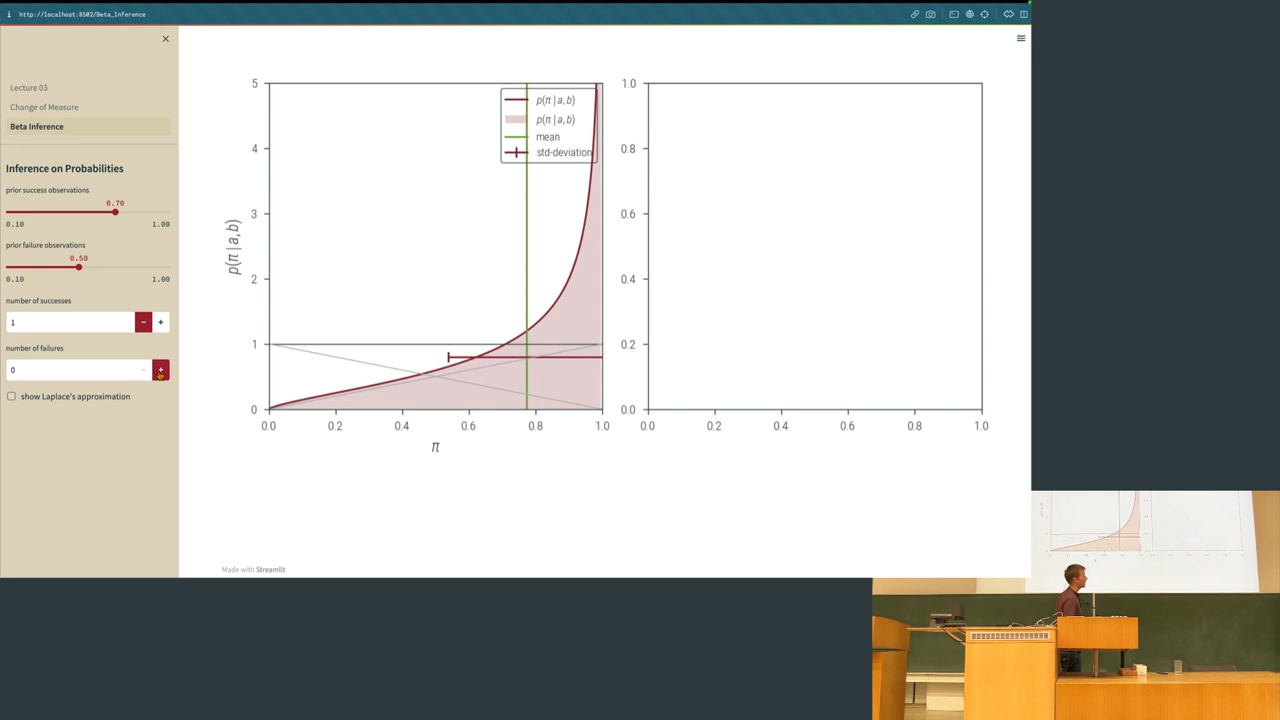 i http://localhost:8502/Beta_Inference
Lecture 03
Change of Measure
Beta Inference
Inference on Probabilities
prior success observations
0.70
0.10 1.00
prior failure observations
0.50
0.10 1.00
number of successes
1 − +
number of failures
0 − +
show Laplace's approximation
5
4
3
2
1
0
p(π | a, b)
0.0 0.2 0.4 0.6 0.8 1.0
π
p(π | a, b)
p(π | a, b)
mean
std-deviation
1.0
0.8
0.6
0.4
0.2
0.0
0.0 0.2 0.4 0.6 0.8 1.0
Made with Streamlit